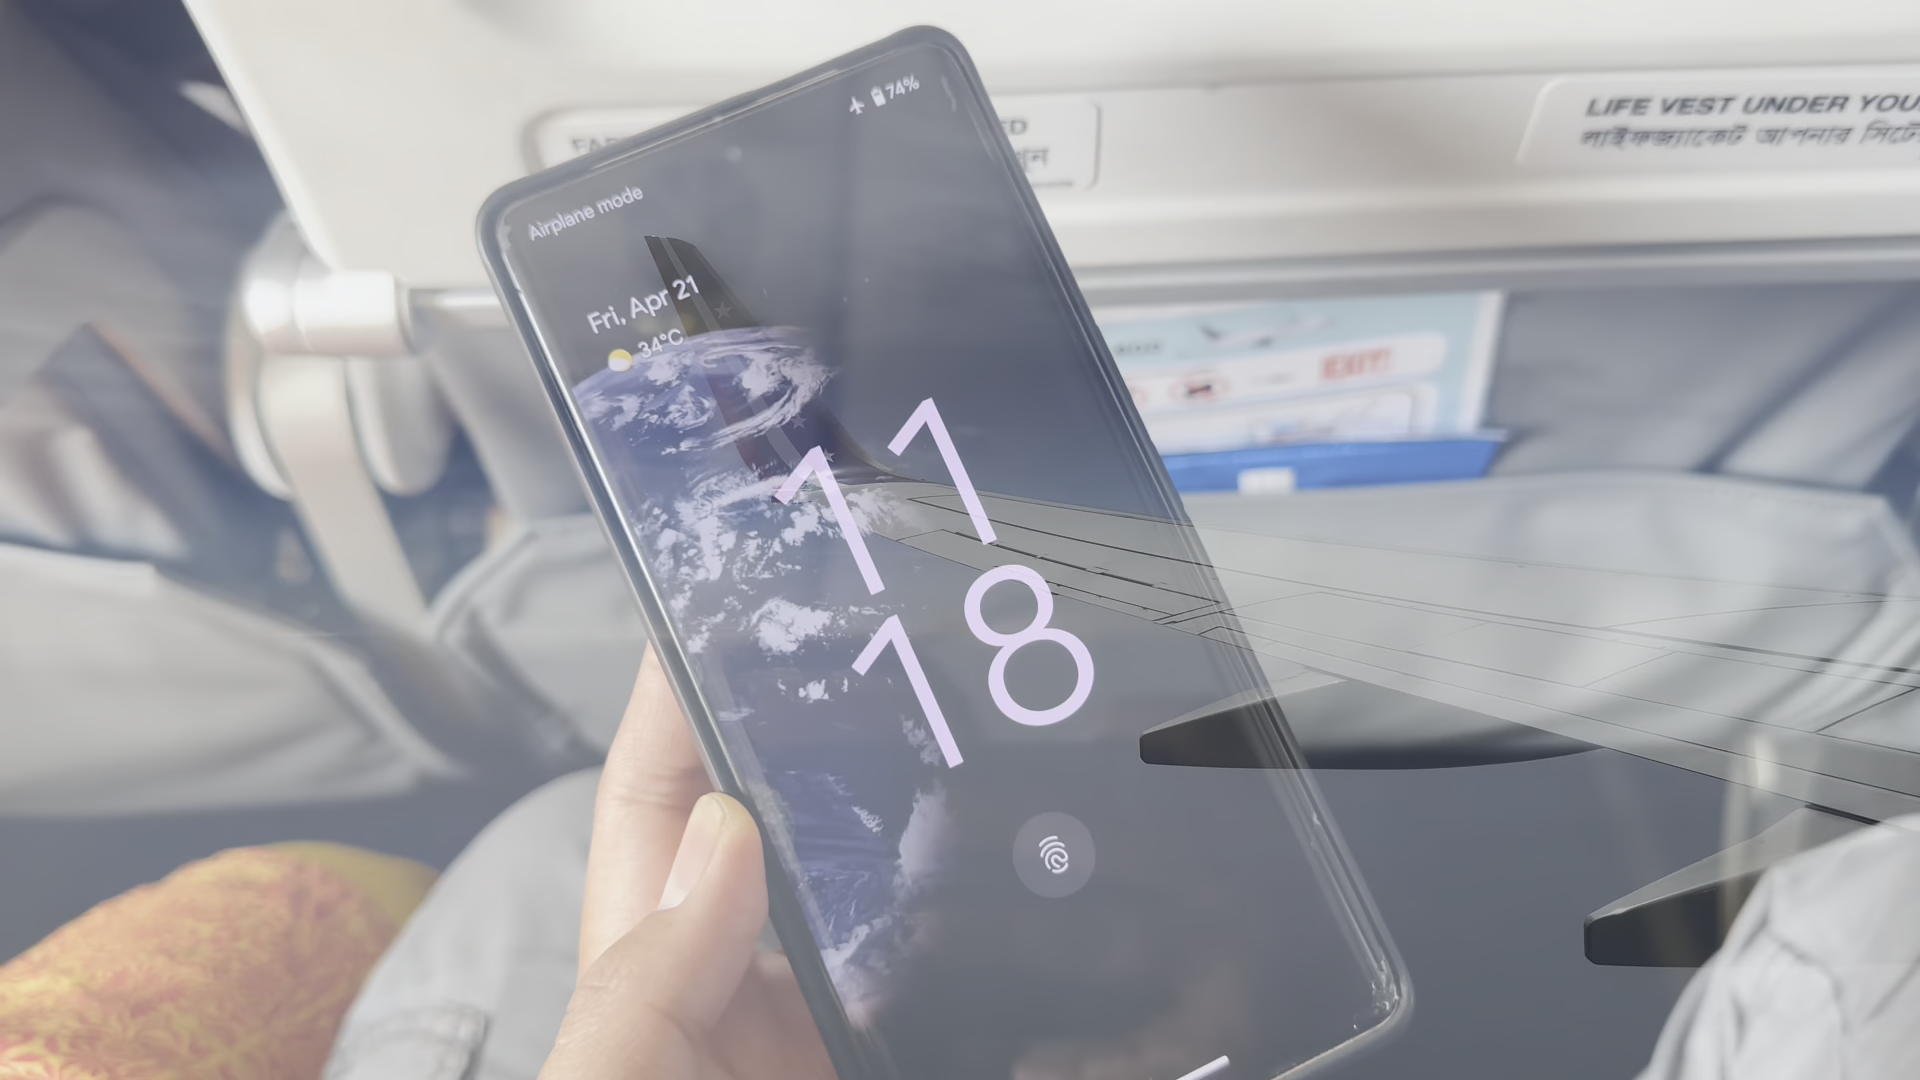 74%
LIFE VEST UNDER YOU
লাইফজ্যাকেট আপনার সিটে
Airplane mode
Fri, Apr 21
34°C
EXIT!
11
18